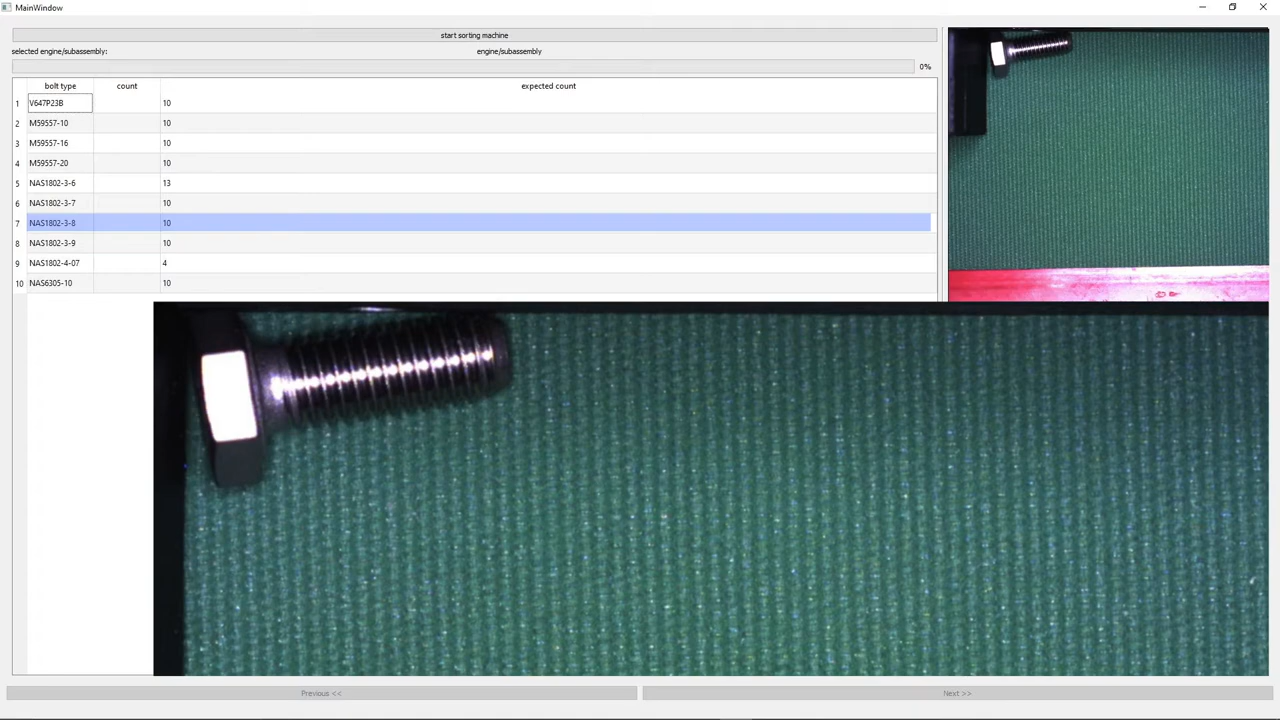 MainWindow
start sorting machine
selected engine/subassembly: engine/subassembly
0%
bolt type count expected count
1 V647P23B 10
2 M59557-10 10
3 M59557-16 10
4 M59557-20 10
5 NAS1802-3-6 13
6 NAS1802-3-7 10
7 NAS1802-3-8 10
8 NAS1802-3-9 10
9 NAS1802-4-07 4
10 NAS6305-10 10
Previous << Next >>